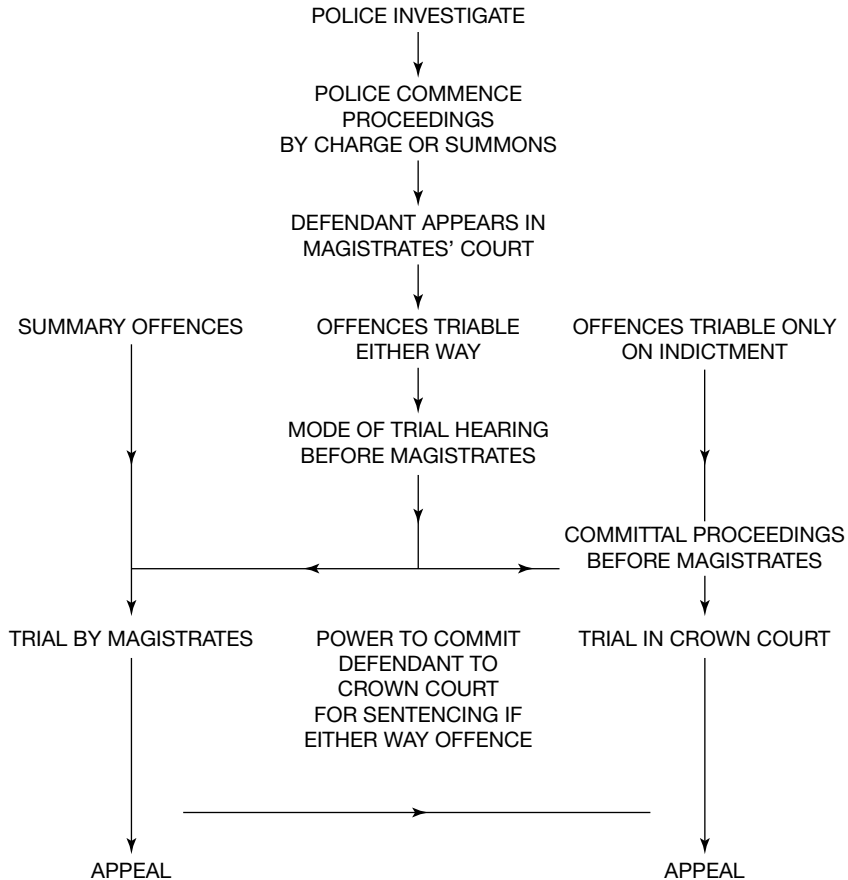 POLICE INVESTIGATE
POLICE COMMENCE
PROCEEDINGS
BY CHARGE OR SUMMONS
DEFENDANT APPEARS IN
MAGISTRATES’ COURT
SUMMARY OFFENCES
OFFENCES TRIABLE
EITHER WAY
OFFENCES TRIABLE ONLY
ON INDICTMENT
MODE OF TRIAL HEARING
BEFORE MAGISTRATES
COMMITTAL PROCEEDINGS
BEFORE MAGISTRATES
TRIAL BY MAGISTRATES
POWER TO COMMIT
DEFENDANT TO
CROWN COURT
FOR SENTENCING IF
EITHER WAY OFFENCE
TRIAL IN CROWN COURT
APPEAL
APPEAL